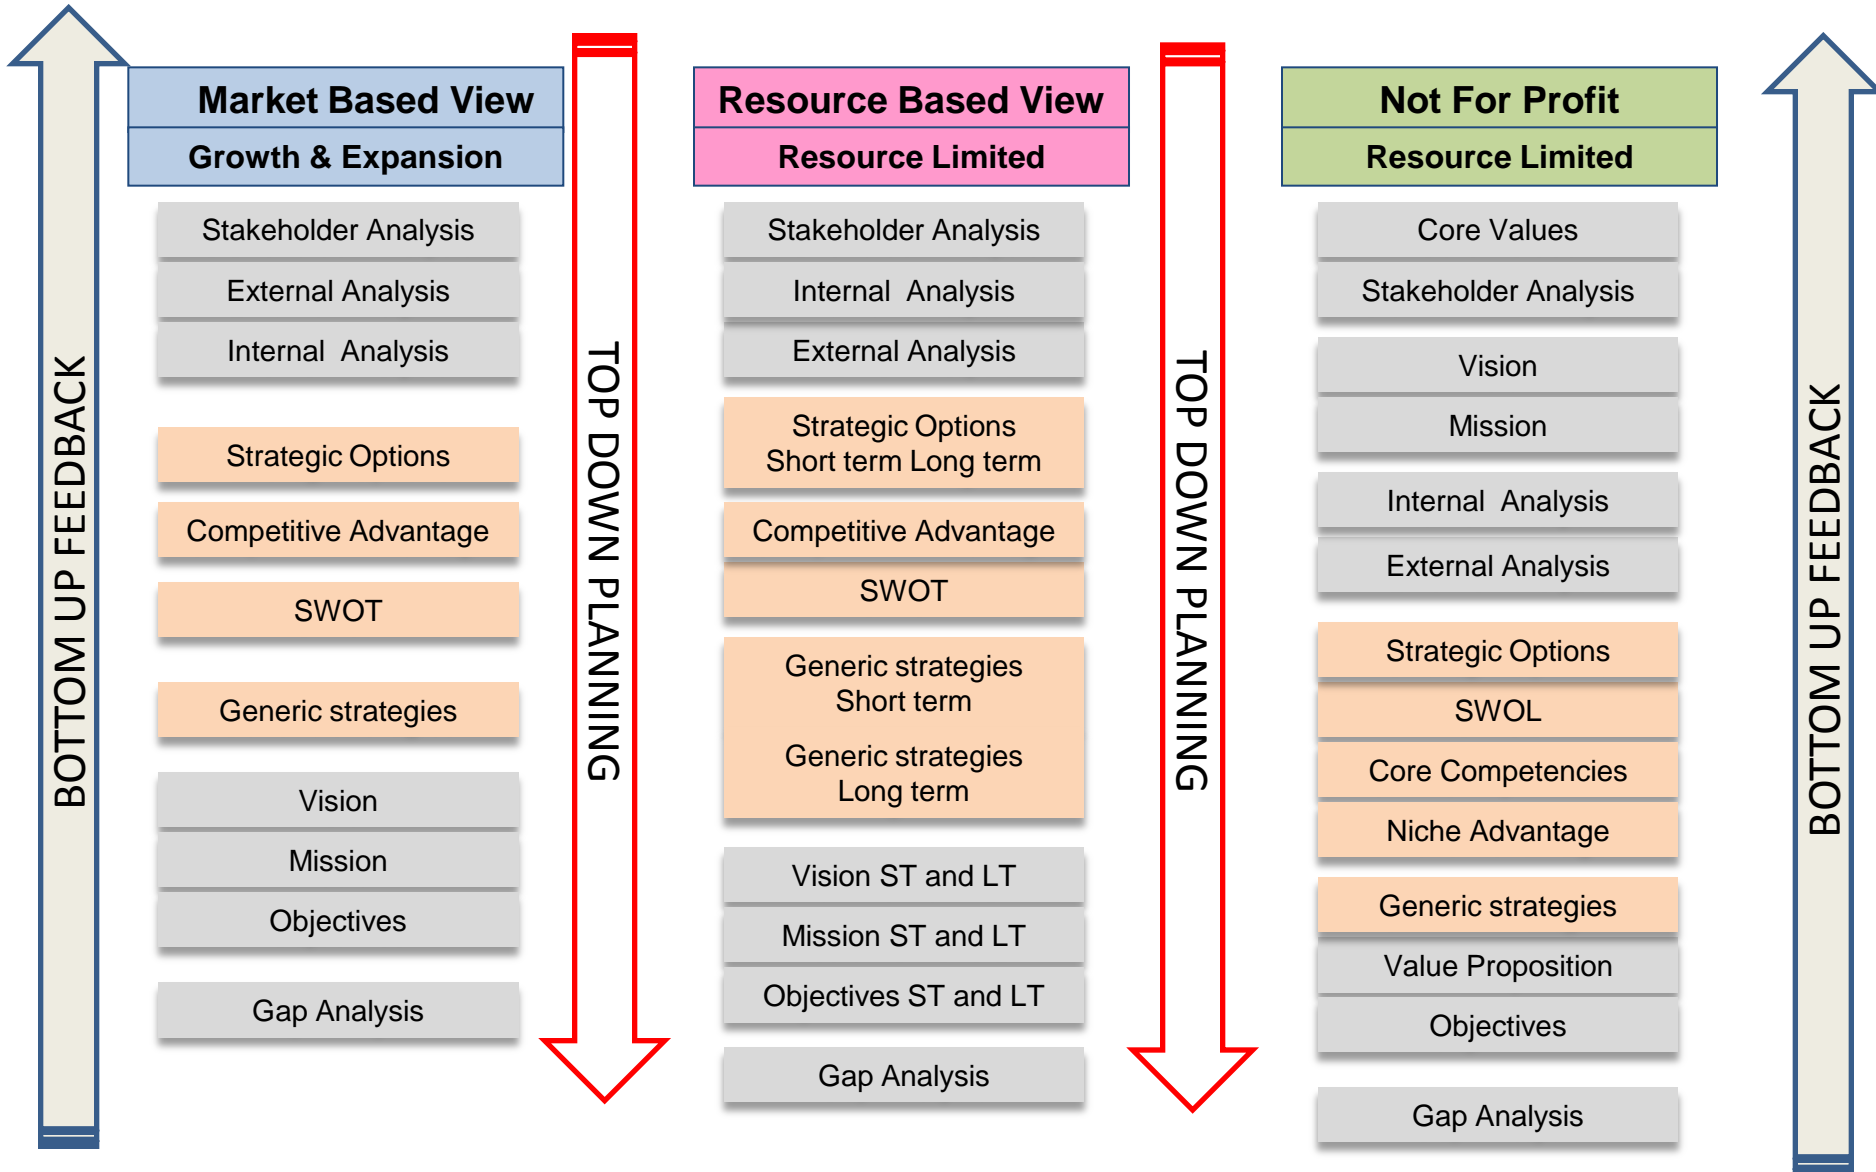 BOTTOM UP FEEDBACK
Market Based View
Growth & Expansion
Stakeholder Analysis
External Analysis
Internal  Analysis
Strategic Options
Competitive Advantage
SWOT
Generic strategies
Vision
Mission
Objectives
Gap Analysis
TOP DOWN PLANNING
Resource Based View
Resource Limited
Stakeholder Analysis
Internal  Analysis
External Analysis
Strategic Options
Short term Long term
Competitive Advantage
SWOT
Generic strategies
Short term
Generic strategies
Long term
Vision ST and LT
Mission ST and LT
Objectives ST and LT
Gap Analysis
TOP DOWN PLANNING
Not For Profit
Resource Limited
Core Values
Stakeholder Analysis
Vision
Mission
Internal  Analysis
External Analysis
Strategic Options
SWOL
Core Competencies
Niche Advantage
Generic strategies
Value Proposition
Objectives
Gap Analysis
BOTTOM UP FEEDBACK